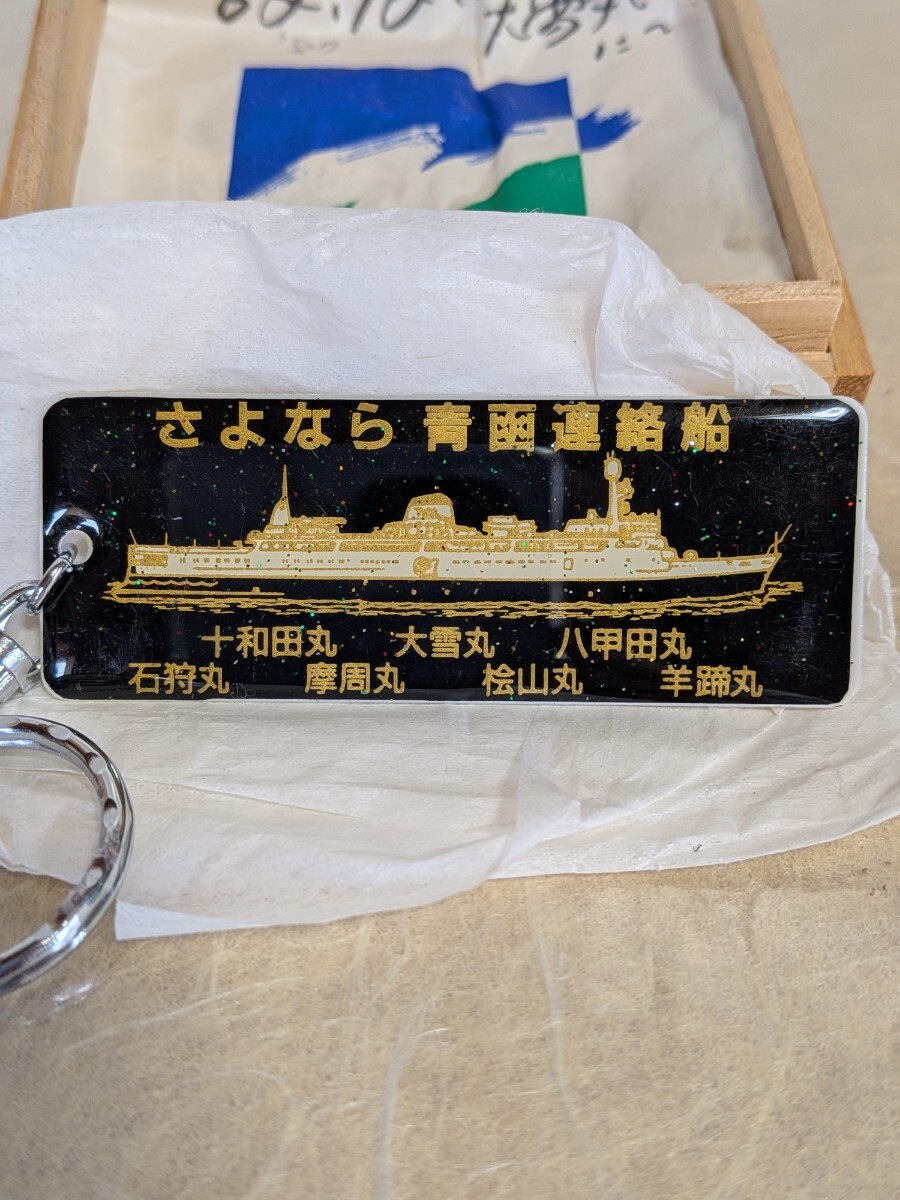 さよなら 青函連絡船
十和田丸 大雪丸 八甲田丸
石狩丸 摩周丸 桧山丸 羊蹄丸